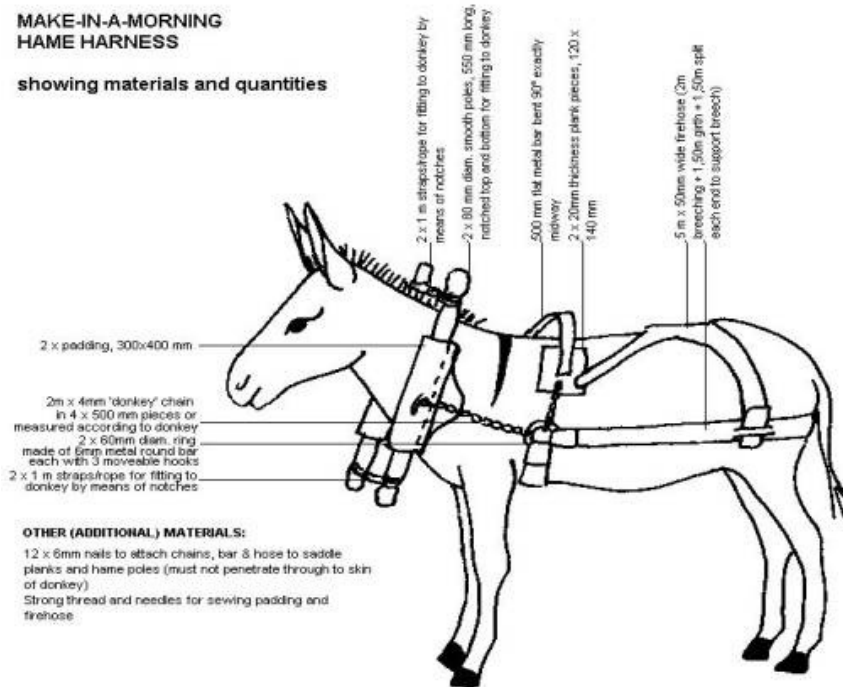 MAKE-IN-A-MORNING
HAME HARNESS
showing materials and quantities
2 x 1 m straps/rope for fitting to donkey by
means of notches
2 x 80 mm diam. smooth poles, 550 mm long,
notched top and bottom for fitting to donkey
500 mm flat metal bar bent 90° exactly
midway
2 x 20mm thickness plank pieces, 120 x
140 mm
5 m x 50mm wide firehose (2m
breeching + 1,50m girth + 1,50m split
each end to support breech)
2 x padding, 300x400 mm
2m x 4mm 'donkey' chain
in 4 x 500 mm pieces or
measured according to donkey
2 x 60mm diam. ring
made of 6mm metal round bar
each with 3 moveable hooks
2 x 1 m straps/rope for fitting to
donkey by means of notches
OTHER (ADDITIONAL) MATERIALS:
12 x 6mm nails to attach chains, bar & hose to saddle
planks and hame poles (must not penetrate through to skin
of donkey)
Strong thread and needles for sewing padding and
firehose